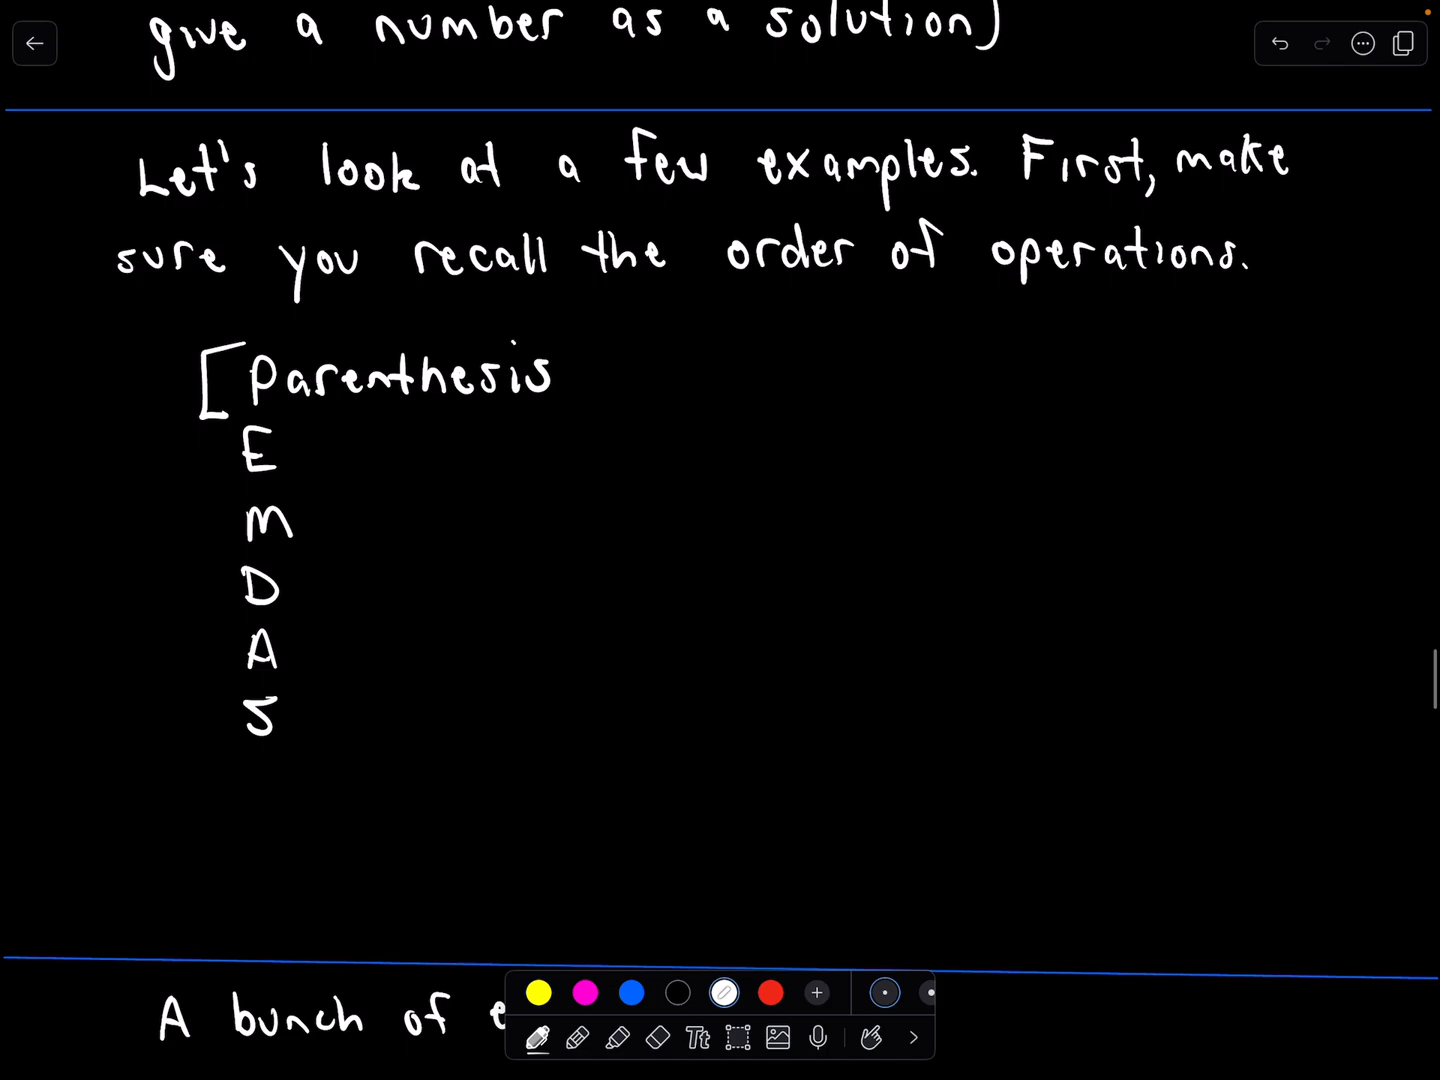 give a number as a solution)
Let's look at a few examples. First, make
sure you recall the order of operations.
[Parenthesis
E
M
D
A
S
A bunch of
Tt